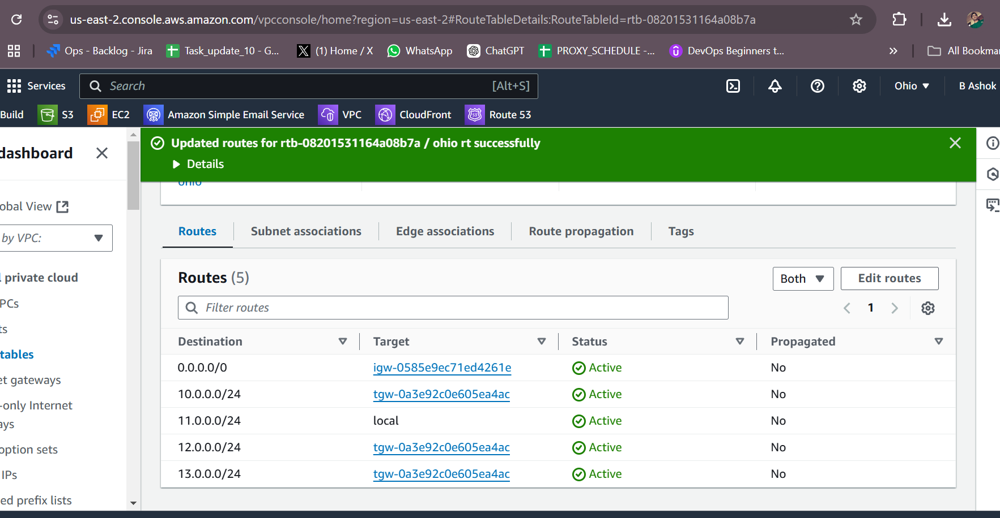 us-east-2.console.aws.amazon.com/vpcconsole/home?region=us-east-2#RouteTableDetails:RouteTableId=rtb-08201531164a08b7a
Ops - Backlog - Jira Task_update_10 - G... (1) Home / X WhatsApp ChatGPT PROXY_SCHEDULE -... DevOps Beginners t... » All Bookma
Services Search [Alt+S] Ohio B Ashok
Build S3 EC2 Amazon Simple Email Service VPC CloudFront Route 53
dashboard
Updated routes for rtb-08201531164a08b7a / ohio rt successfully
Details
ohio
obal View
by VPC:
Routes Subnet associations Edge associations Route propagation Tags
l private cloud
PCs
ts
tables
et gateways
-only Internet
ays
option sets
IPs
ed prefix lists
Routes (5) Both Edit routes
Filter routes 1
Destination Target Status Propagated
0.0.0.0/0 igw-0585e9ec71ed4261e Active No
10.0.0.0/24 tgw-0a3e92c0e605ea4ac Active No
11.0.0.0/24 local Active No
12.0.0.0/24 tgw-0a3e92c0e605ea4ac Active No
13.0.0.0/24 tgw-0a3e92c0e605ea4ac Active No